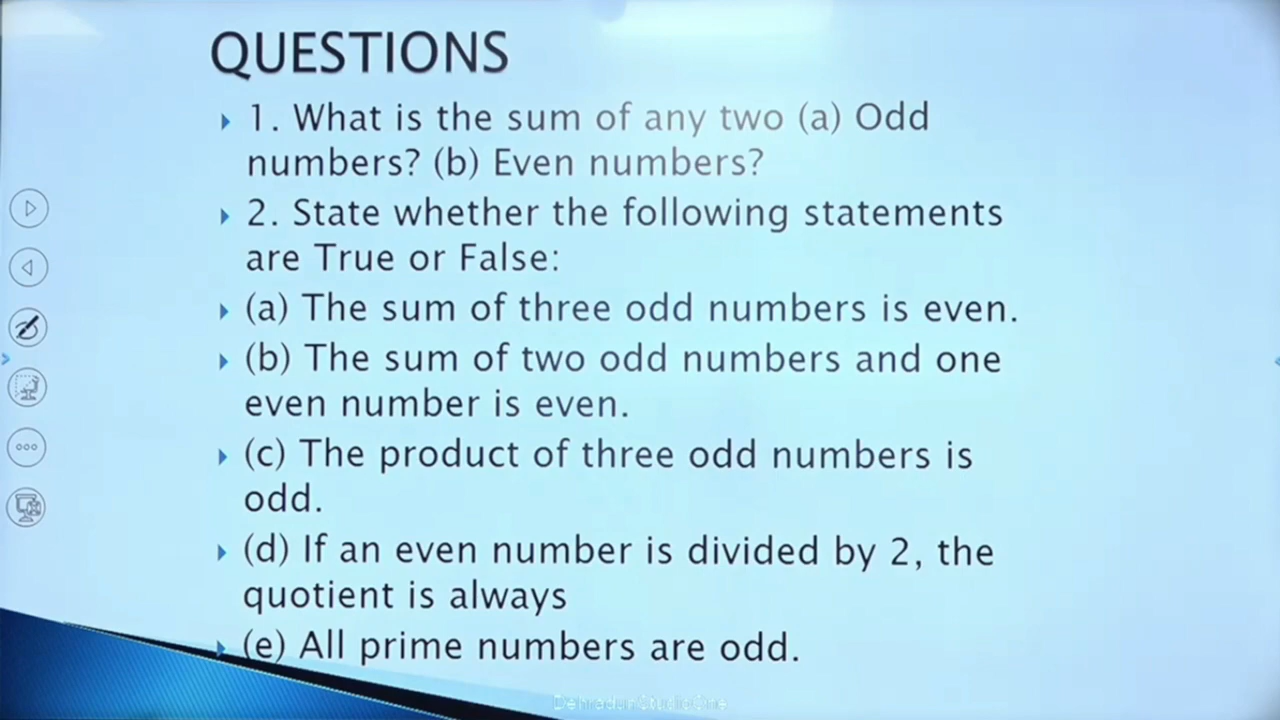 QUESTIONS
1. What is the sum of any two (a) Odd
numbers? (b) Even numbers?
2. State whether the following statements
are True or False:
(a) The sum of three odd numbers is even.
(b) The sum of two odd numbers and one
even number is even.
(c) The product of three odd numbers is
odd.
(d) If an even number is divided by 2, the
quotient is always
(e) All prime numbers are odd.
DehradunStudioOne